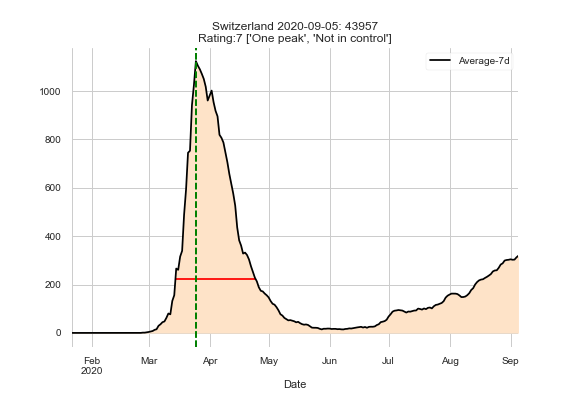 Switzerland 2020-09-05: 43957
Rating:7 ['One peak', 'Not in control']
Average-7d
1000
800
600
400
200
0
Feb Mar Apr May Jun Jul Aug Sep
2020
Date